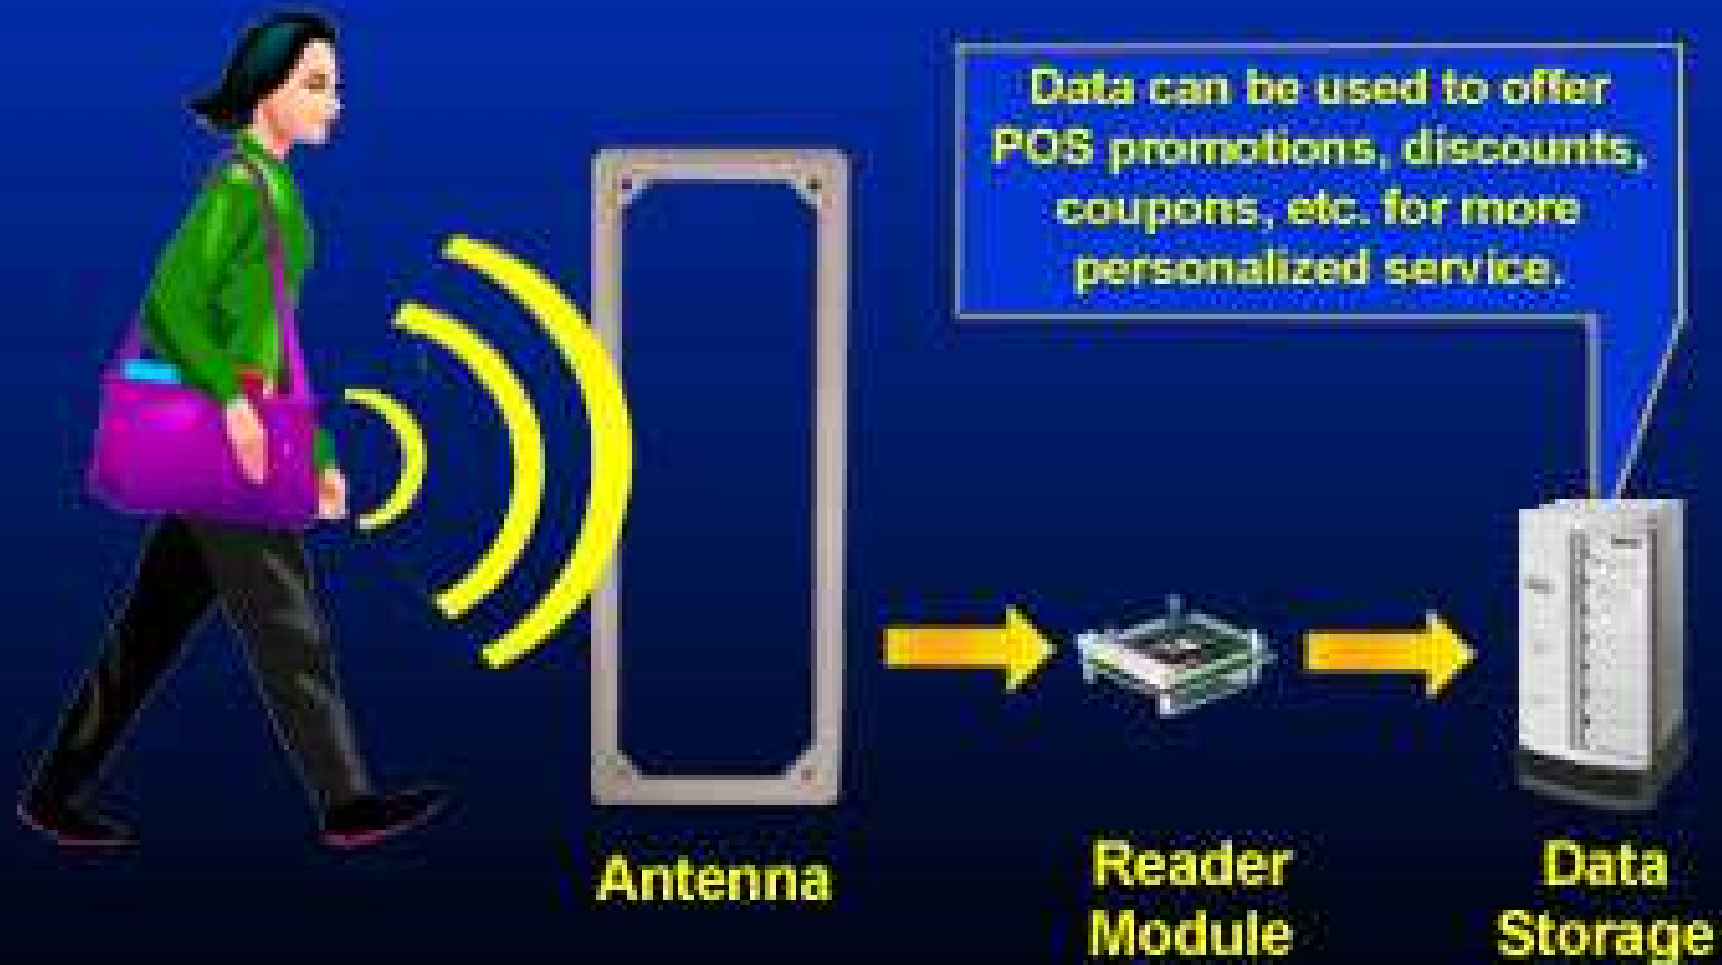 Data can be used to offer
POS promotions, discounts,
coupons, etc. for more
personalized service.
Antenna
Reader
Module
Data
Storage